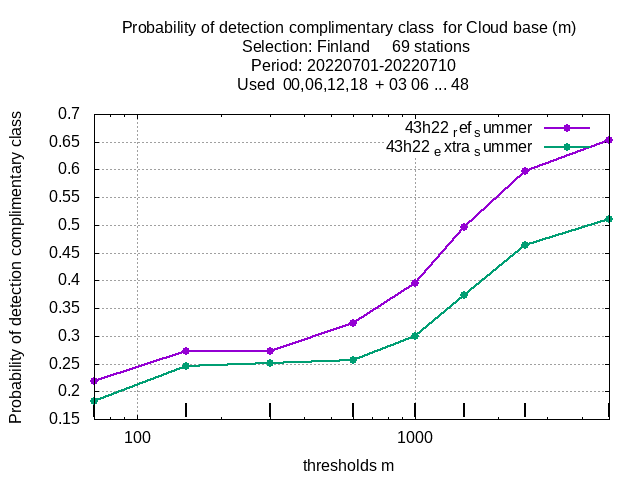 Probability of detection complimentary class  for Cloud base (m)
Selection: Finland     69 stations
Period: 20220701-20220710
Used  00,06,12,18  + 03 06 ... 48
Probability of detection complimentary class
0.7
0.65
0.6
0.55
0.5
0.45
0.4
0.35
0.3
0.25
0.2
0.15
43h22refsummer
43h22extrasummer
100 1000
thresholds m